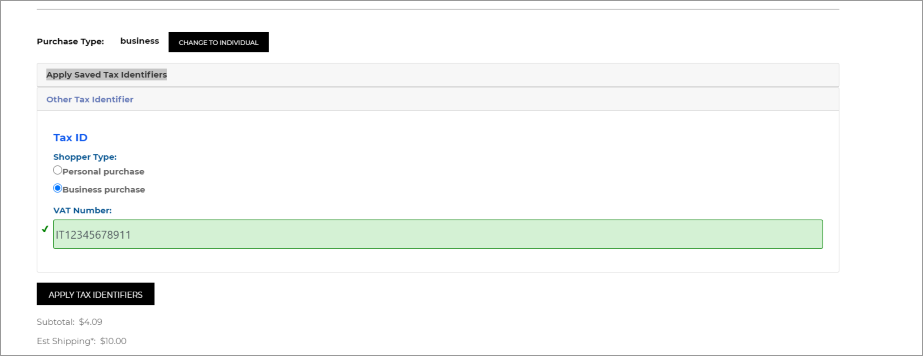 Purchase Type: business CHANGE TO INDIVIDUAL
Apply Saved Tax Identifiers
Other Tax Identifier
Tax ID
Shopper Type:
Personal purchase
Business purchase
VAT Number:
IT12345678911
APPLY TAX IDENTIFIERS
Subtotal: $4.09
Est Shipping*: $10.00